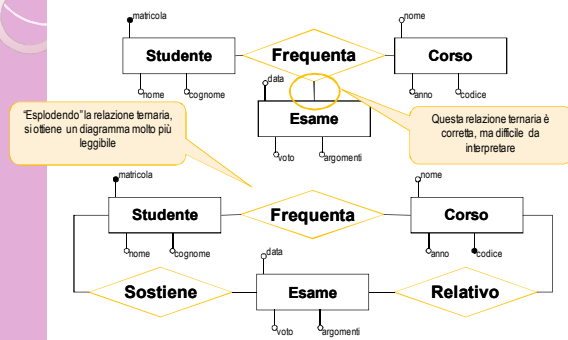 matricola
nome
Studente
Frequenta
Corso
nome
cognome
data
anno
codice
Esame
voto
argomenti
"Esplodendo" la relazione ternaria,
si ottiene un diagramma molto più
leggibile
Questa relazione ternaria è
corretta, ma difficile da
interpretare
matricola
nome
Studente
Frequenta
Corso
nome
cognome
data
anno
codice
Sostiene
Esame
Relativo
voto
argomenti